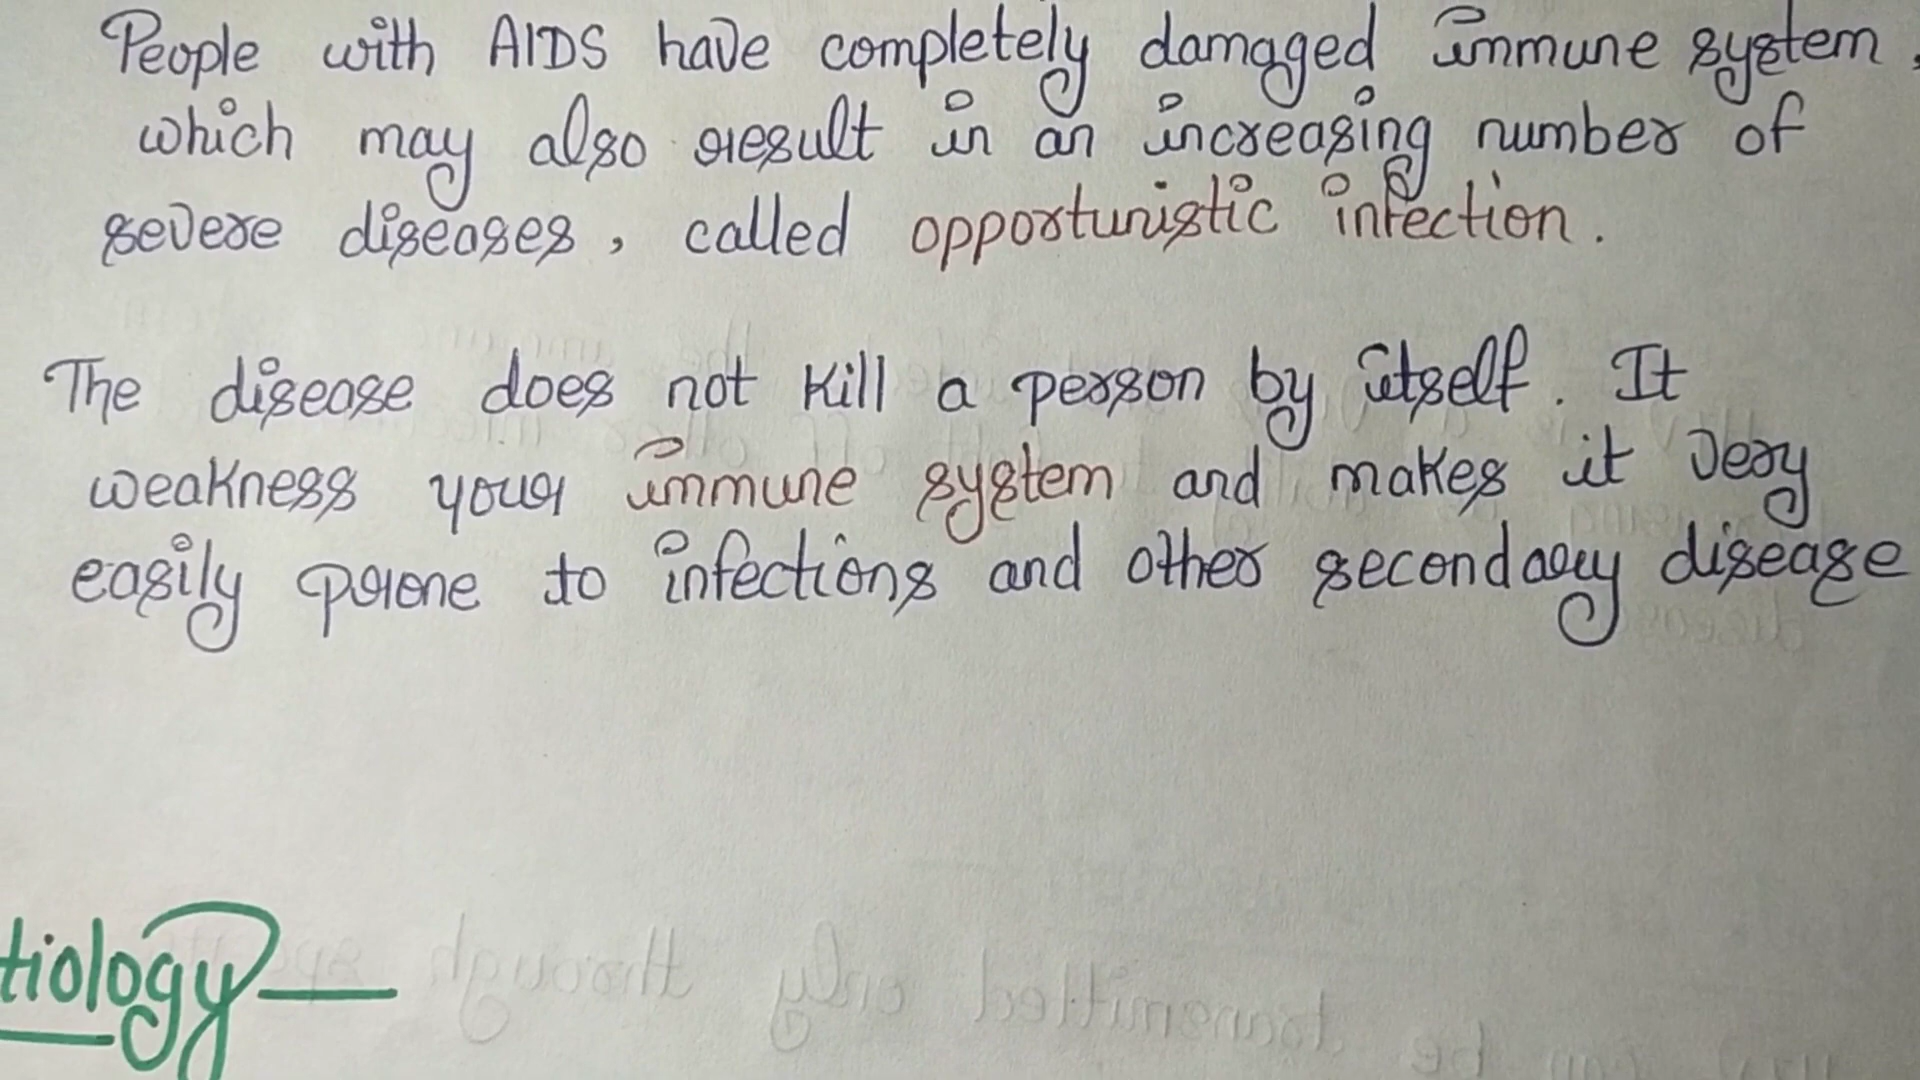 People with AIDS have completely damaged immune system,
which may also result in an increasing number of
severe diseases, called opportunistic infection.
The disease does not kill a person by itself. It
weakness your immune system and makes it very
easily prone to infections and other secondary disease
tiology —